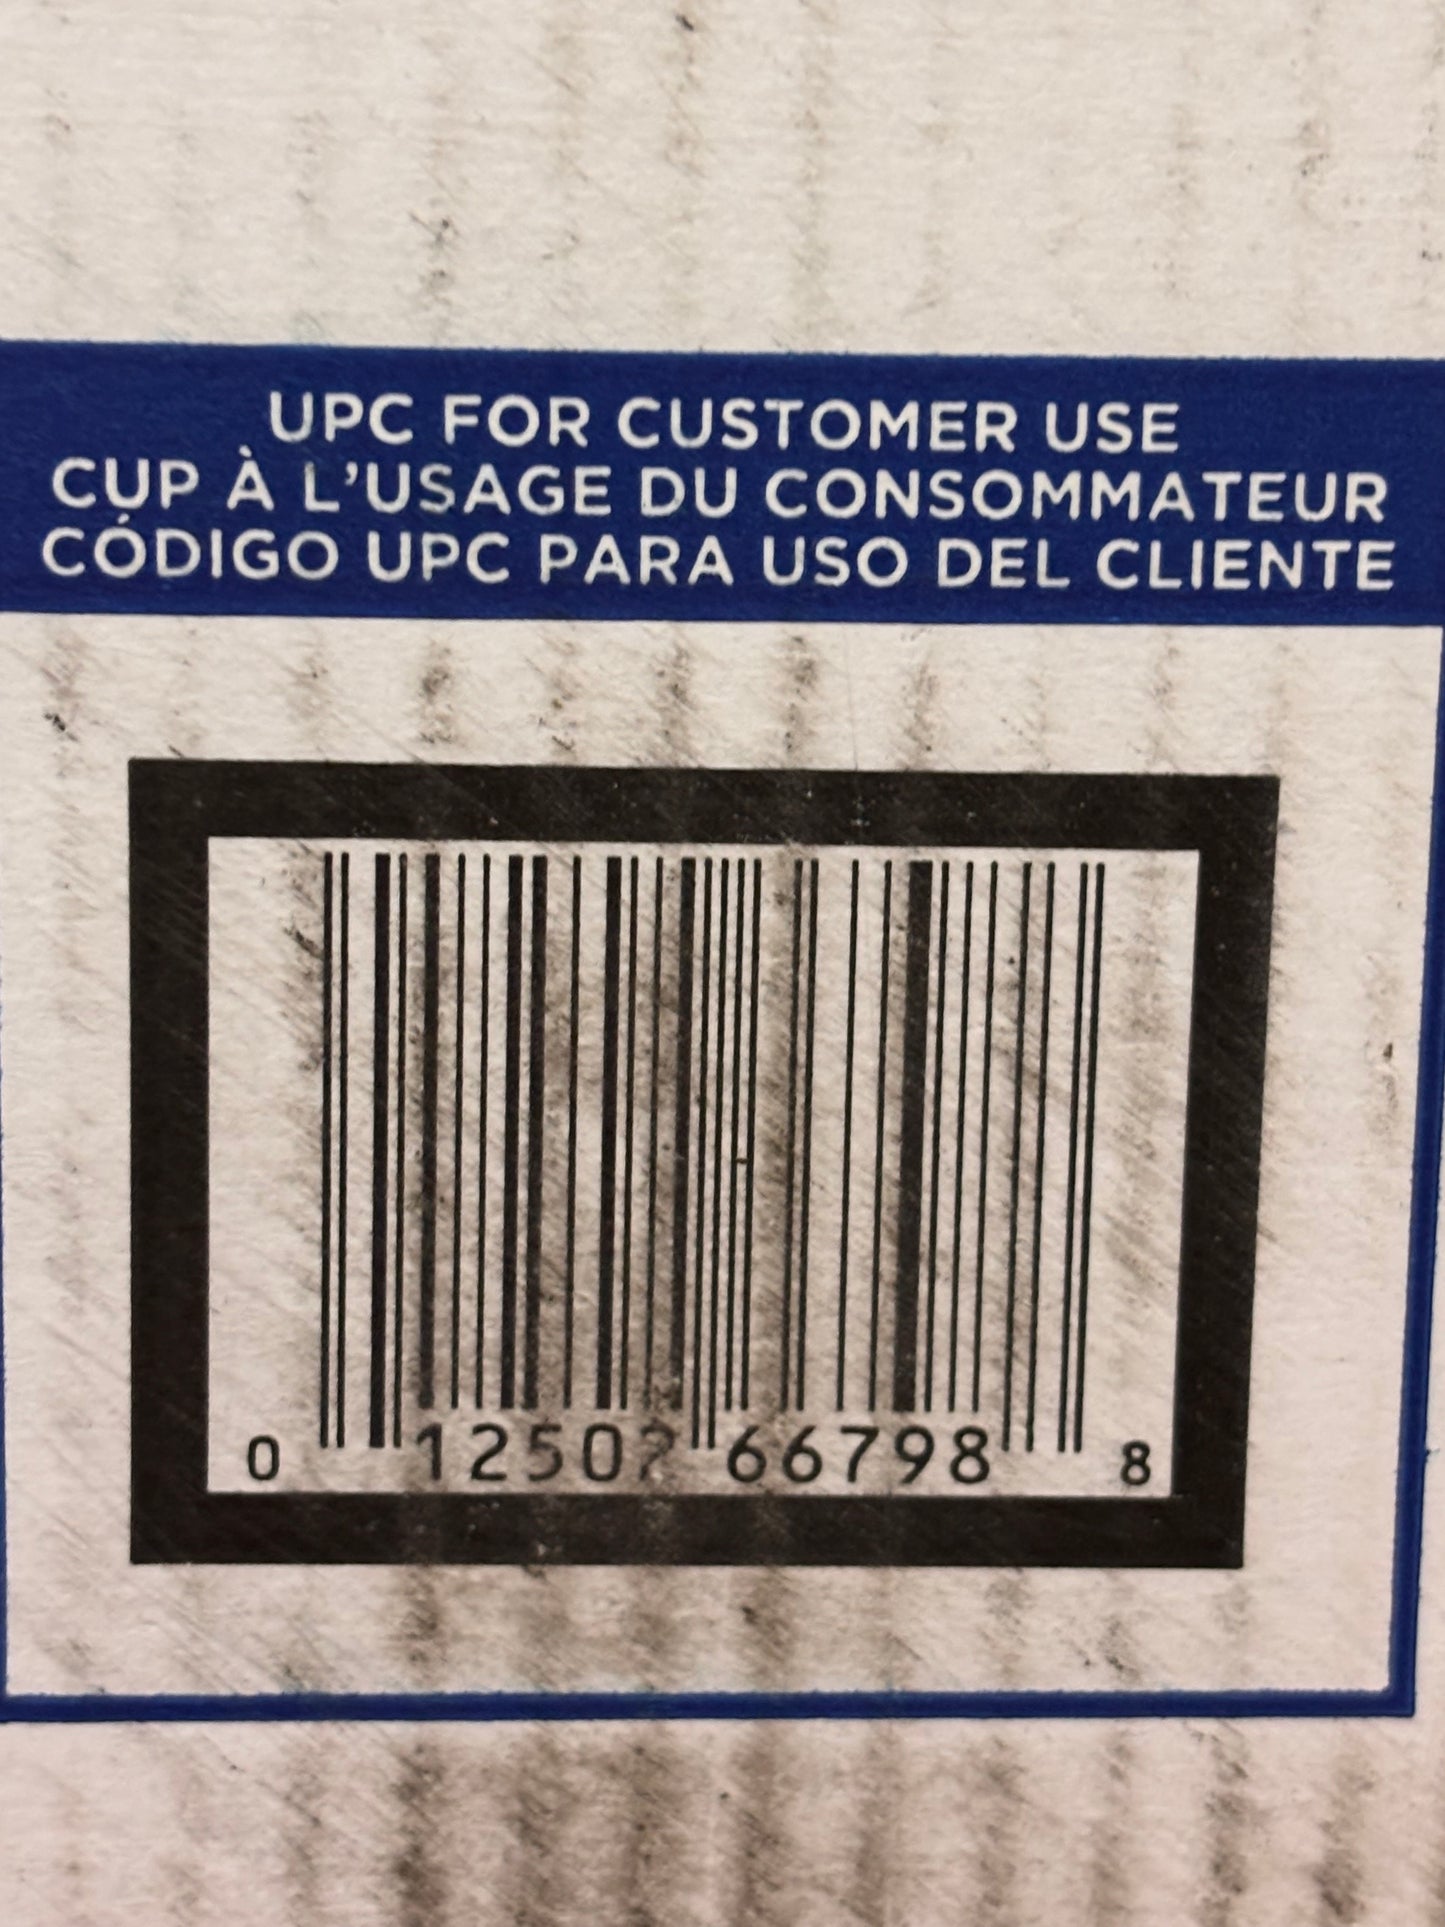 UPC FOR CUSTOMER USE
CUP À L'USAGE DU CONSOMMATEUR
CÓDIGO UPC PARA USO DEL CLIENTE
0 12502 66798 8